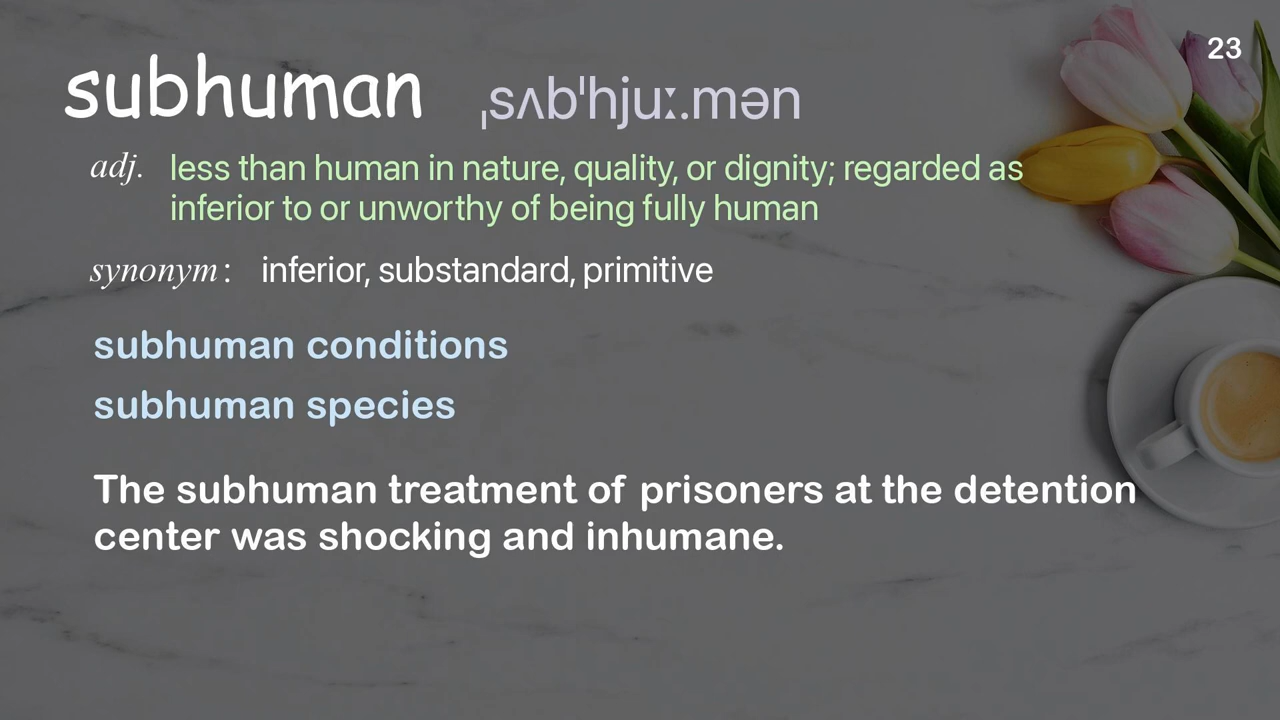 23
subhuman ˌsʌbˈhjuː.mən
adj. less than human in nature, quality, or dignity; regarded as
inferior to or unworthy of being fully human
synonym : inferior, substandard, primitive
subhuman conditions
subhuman species
The subhuman treatment of prisoners at the detention
center was shocking and inhumane.